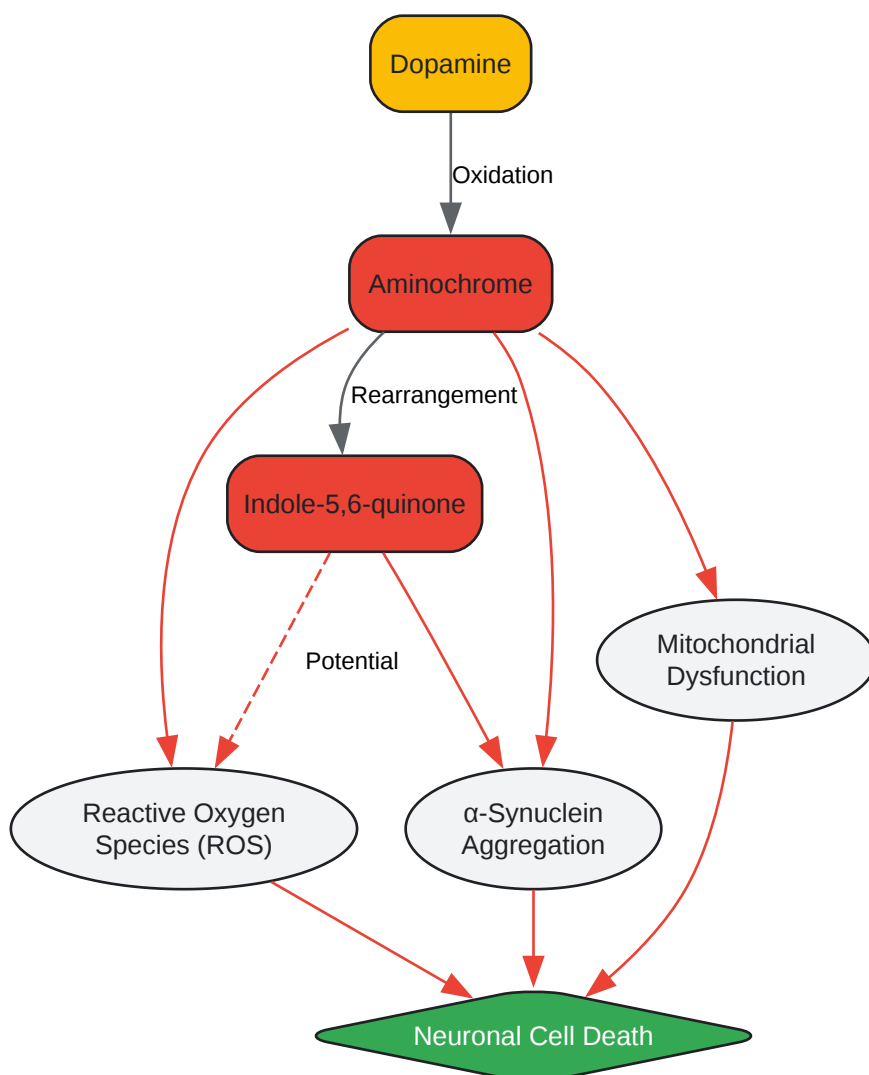 Dopamine
Oxidation
Aminochrome
Rearrangement
Indole-5,6-quinone
Mitochondrial
Dysfunction
Potential
Reactive Oxygen
Species (ROS)
α-Synuclein
Aggregation
Neuronal Cell Death